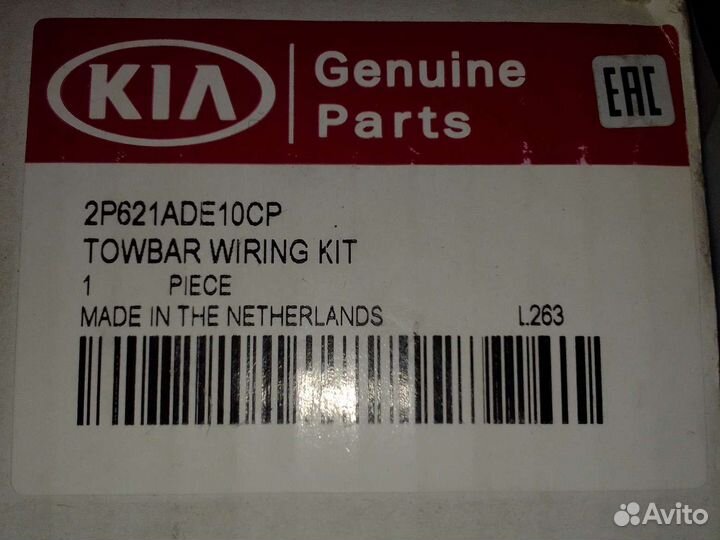 KIA
Genuine
Parts
EAC
2P621ADE10CP
TOWBAR WIRING KIT
1 PIECE
MADE IN THE NETHERLANDS L263
Avito